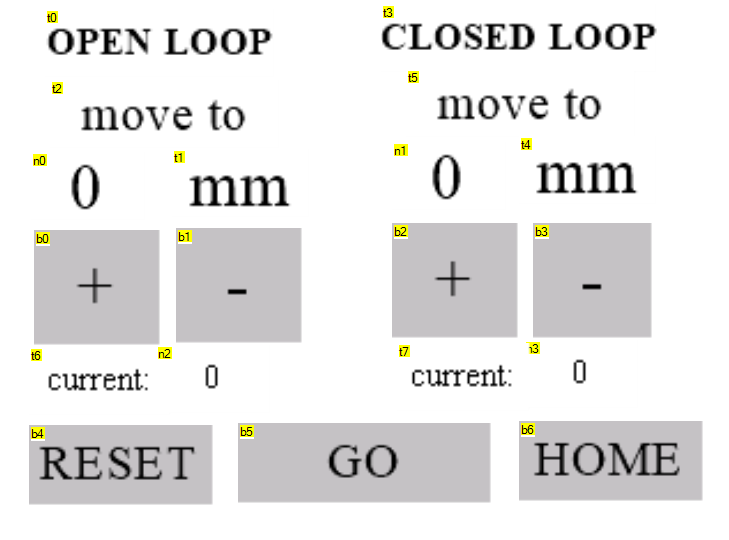 t0
OPEN LOOP
t3
CLOSED LOOP
t2
move to
t5
move to
n0
0
t1
mm
n1
0
t4
mm
b0
+
b1
-
b2
+
b3
-
t6
current:
n2
0
t7
current:
n3
0
b4
RESET
b5
GO
b6
HOME